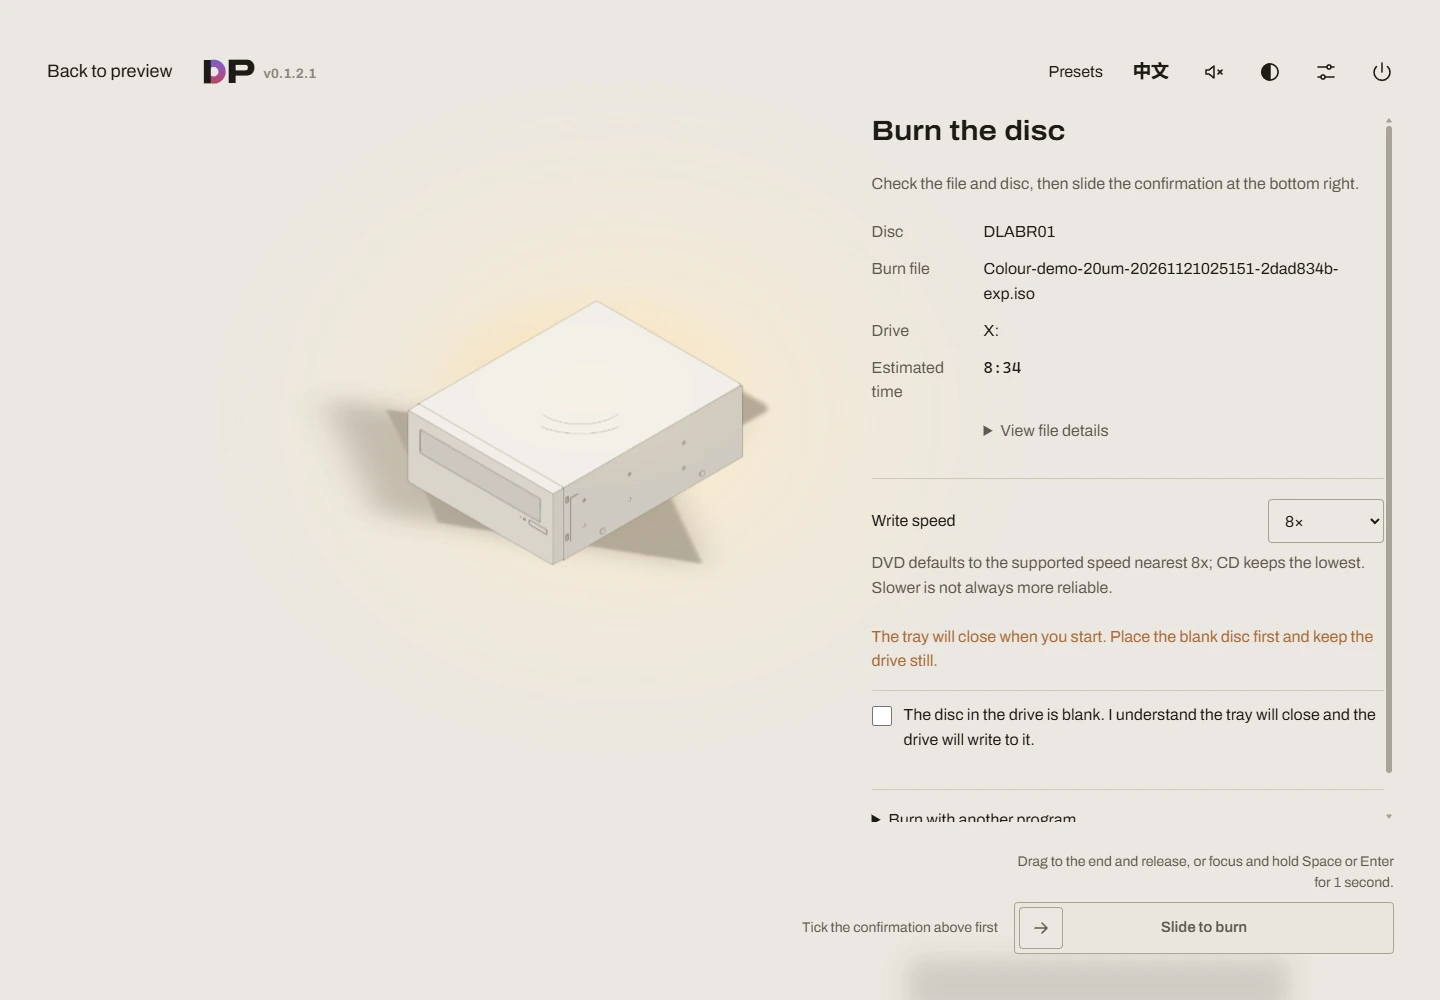 Back to preview
DP v0.1.2.1
Presets
中文
Burn the disc
Check the file and disc, then slide the confirmation at the bottom right.
Disc
DLABR01
Burn file
Colour-demo-20um-20261121025151-2dad834b-
exp.iso
Drive
X:
Estimated
time
8:34
View file details
Write speed
8×
DVD defaults to the supported speed nearest 8x; CD keeps the lowest.
Slower is not always more reliable.
The tray will close when you start. Place the blank disc first and keep the
drive still.
The disc in the drive is blank. I understand the tray will close and the
drive will write to it.
Burn with another program
Drag to the end and release, or focus and hold Space or Enter
for 1 second.
Tick the confirmation above first
Slide to burn